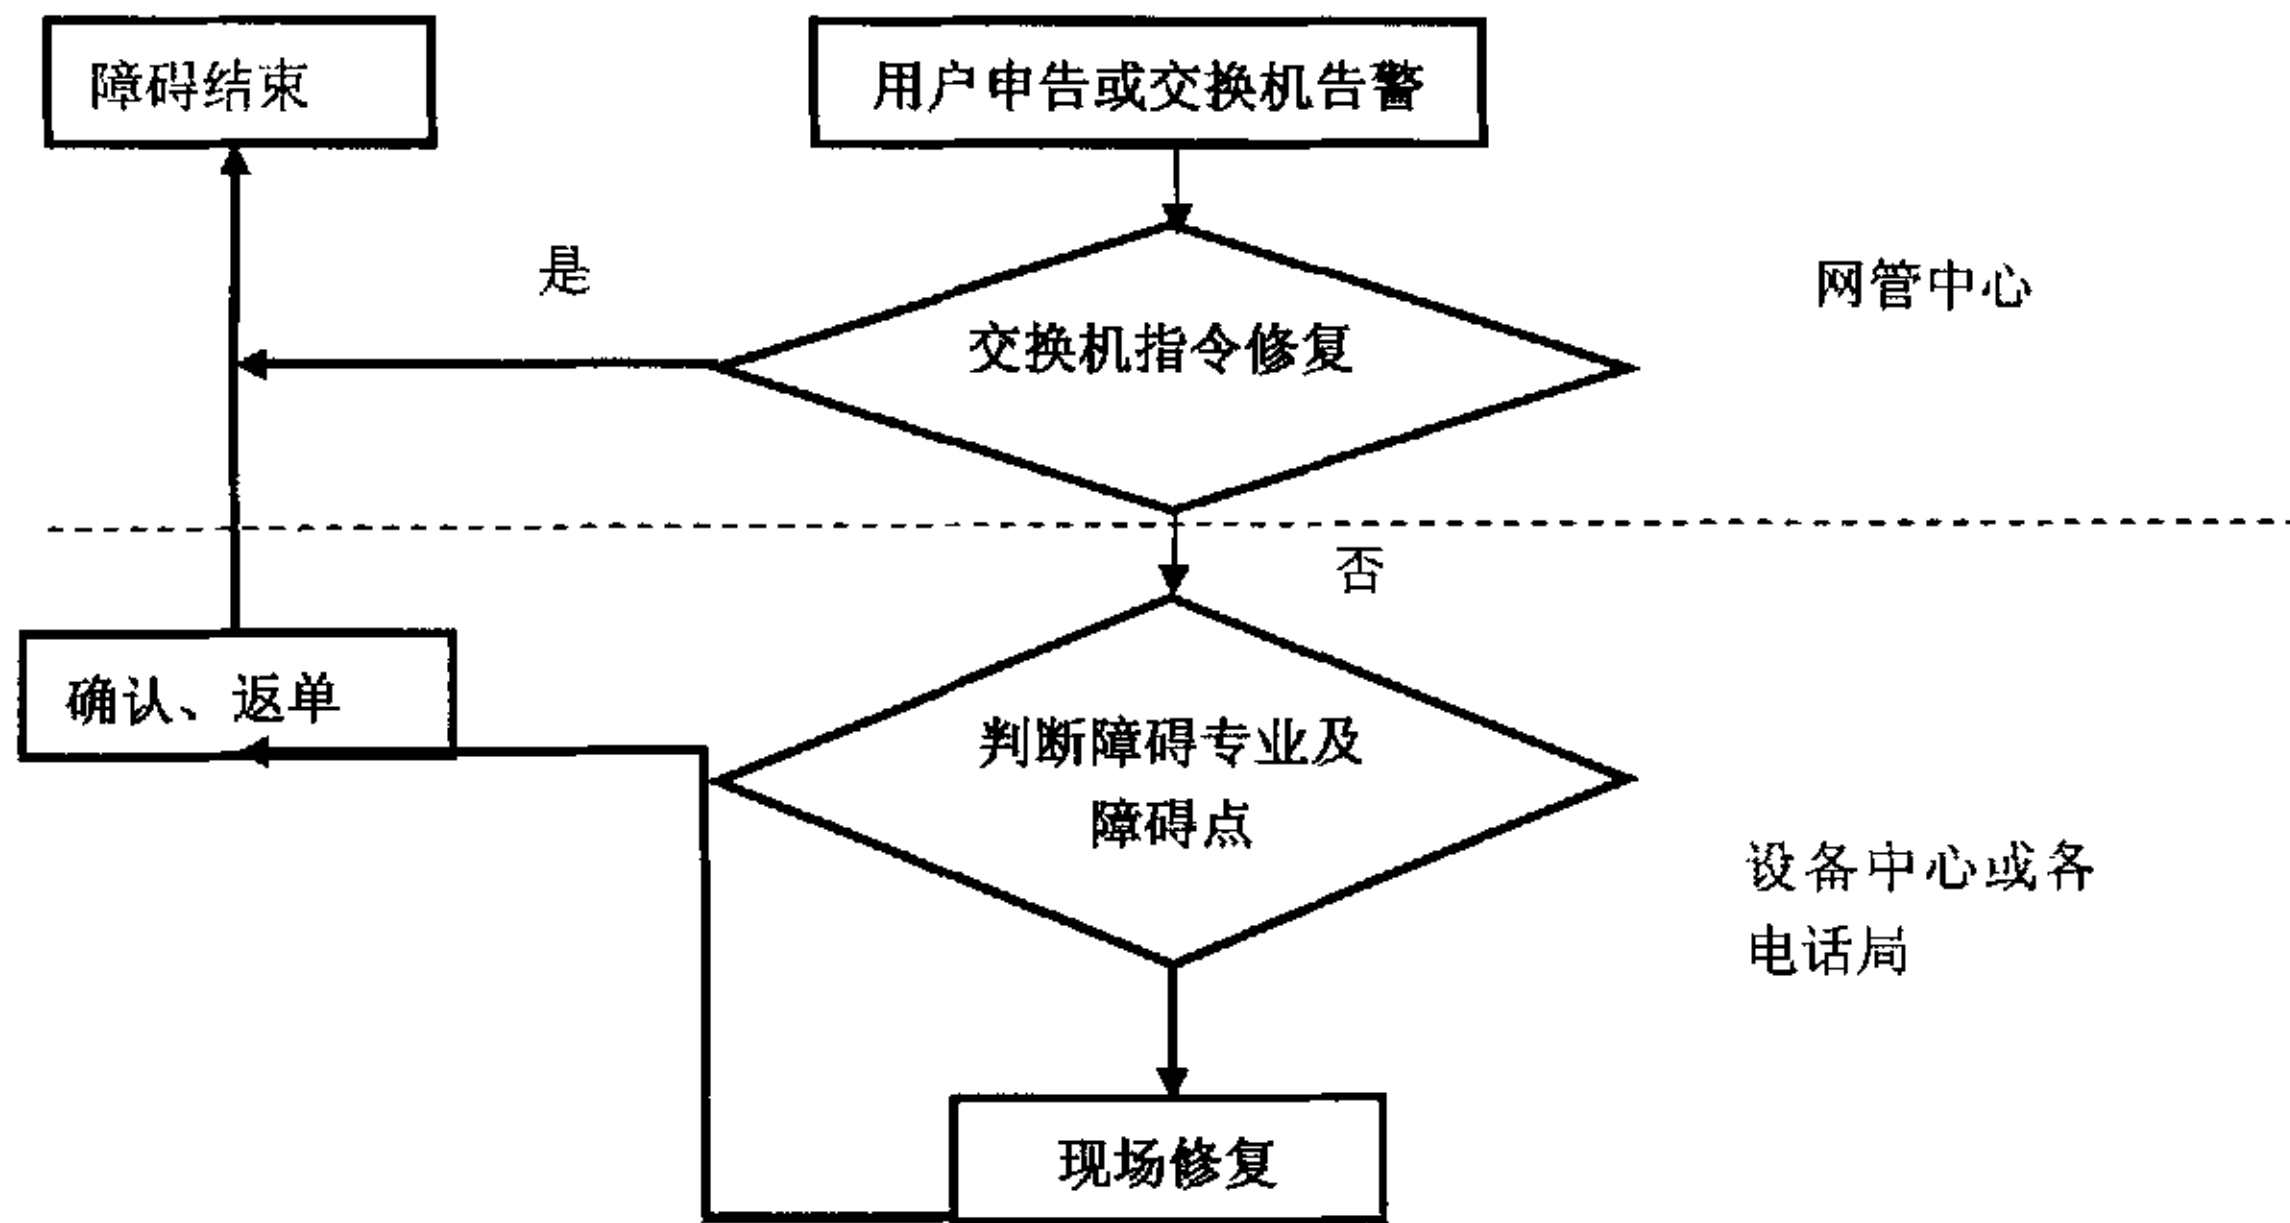 障碍结束
用户申告或交换机告警
是
网管中心
交换机指令修复
否
确认、返单
判断障碍专业及
障碍点
设备中心或各
电话局
现场修复